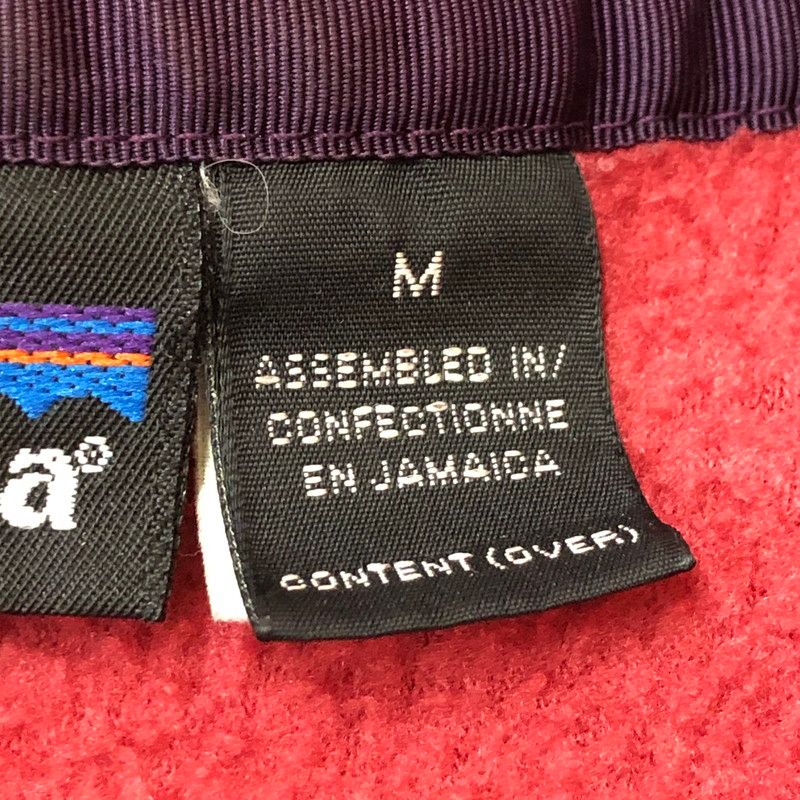 a®
M
ASSEMBLED IN/
CONFECTIONNE
EN JAMAICA
CONTENT (OVER)